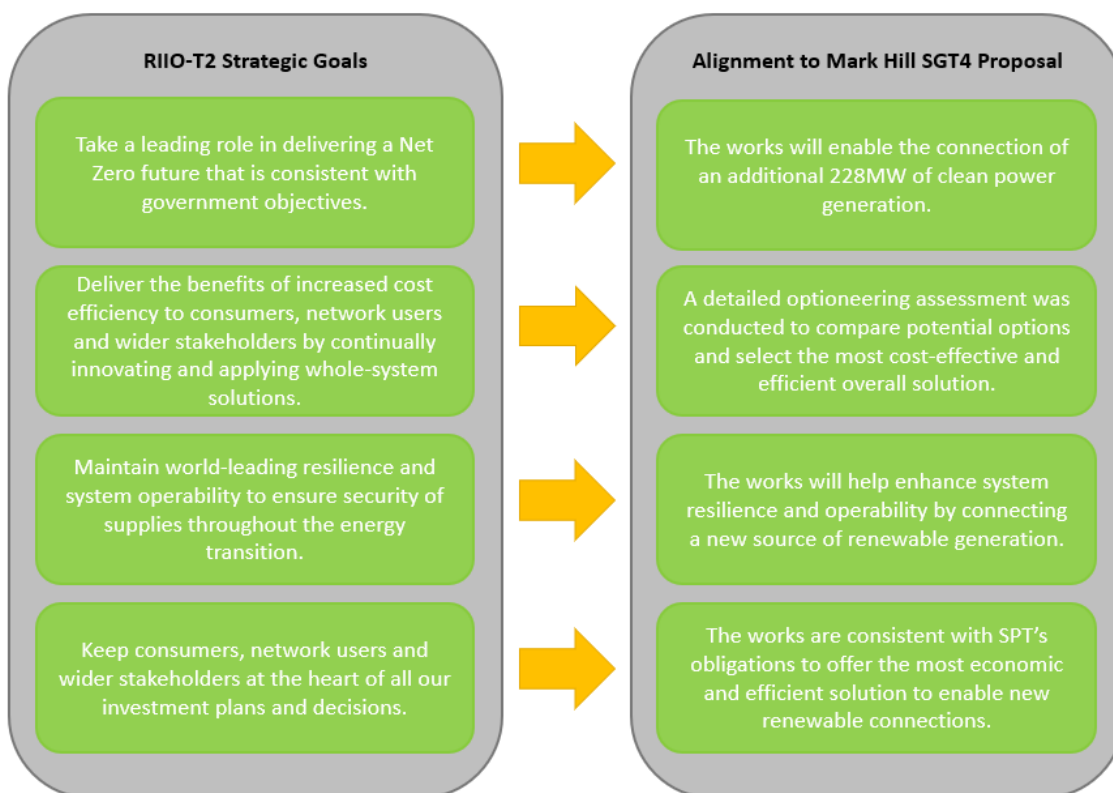 RIIO-T2 Strategic Goals
Take a leading role in delivering a Net
Zero future that is consistent with
government objectives.
Deliver the benefits of increased cost
efficiency to consumers, network users
and wider stakeholders by continually
innovating and applying whole-system
solutions.
Maintain world-leading resilience and
system operability to ensure security of
supplies throughout the energy
transition.
Keep consumers, network users and
wider stakeholders at the heart of all our
investment plans and decisions.
Alignment to Mark Hill SGT4 Proposal
The works will enable the connection of
an additional 228MW of clean power
generation.
A detailed optioneering assessment was
conducted to compare potential options
and select the most cost-effective and
efficient overall solution.
The works will help enhance system
resilience and operability by connecting
a new source of renewable generation.
The works are consistent with SPT’s
obligations to offer the most economic
and efficient solution to enable new
renewable connections.